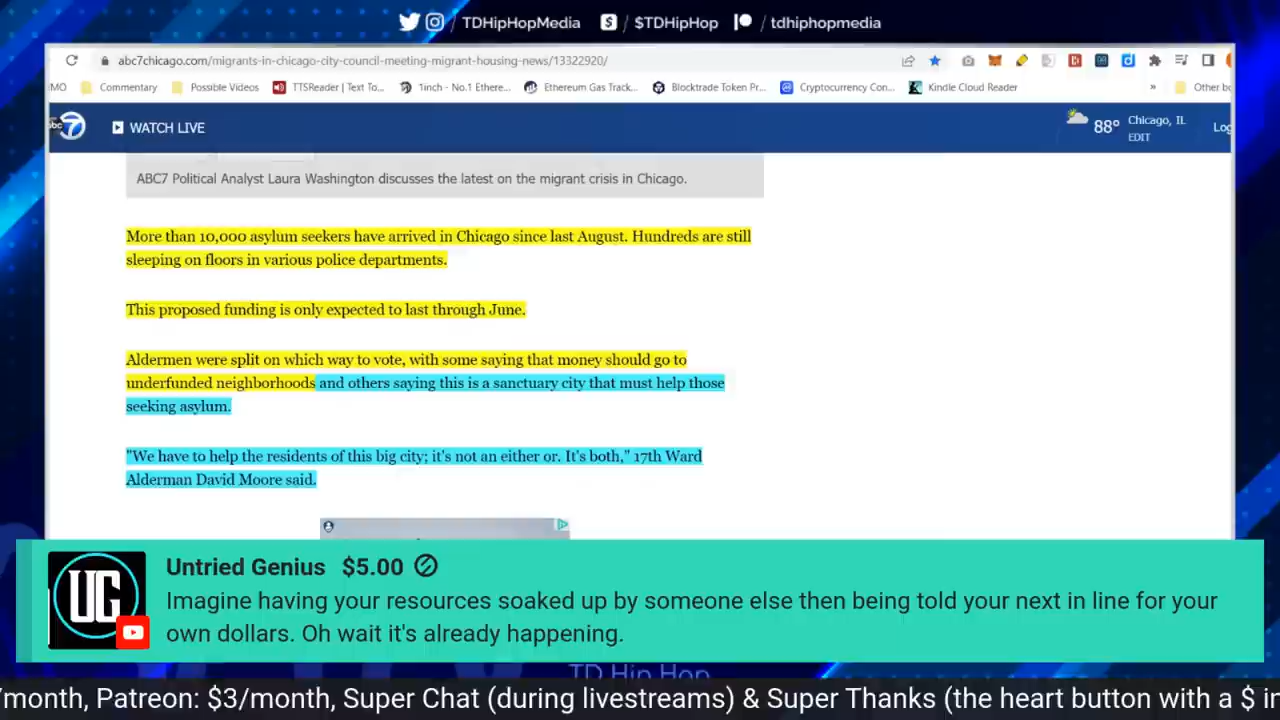 / TDHipHopMedia $ / $TDHipHop / tdhiphopmedia
abc7chicago.com/migrants-in-chicago-city-council-meeting-migrant-housing-news/13322920/
MO Commentary Possible Videos TTSReader | Text To... 1inch - No.1 Ethere... Ethereum Gas Track... Blocktrade Token Pr... Cryptocurrency Con... Kindle Cloud Reader » Other bo
abc 7 WATCH LIVE 88° Chicago, IL Log
EDIT
ABC7 Political Analyst Laura Washington discusses the latest on the migrant crisis in Chicago.
More than 10,000 asylum seekers have arrived in Chicago since last August. Hundreds are still
sleeping on floors in various police departments.
This proposed funding is only expected to last through June.
Aldermen were split on which way to vote, with some saying that money should go to
underfunded neighborhoods and others saying this is a sanctuary city that must help those
seeking asylum.
"We have to help the residents of this big city; it's not an either or. It's both," 17th Ward
Alderman David Moore said.
UG
Untried Genius $5.00
Imagine having your resources soaked up by someone else then being told your next in line for your
own dollars. Oh wait it's already happening.
TD Hip Hop
/month, Patreon: $3/month, Super Chat (during livestreams) & Super Thanks (the heart button with a $ in